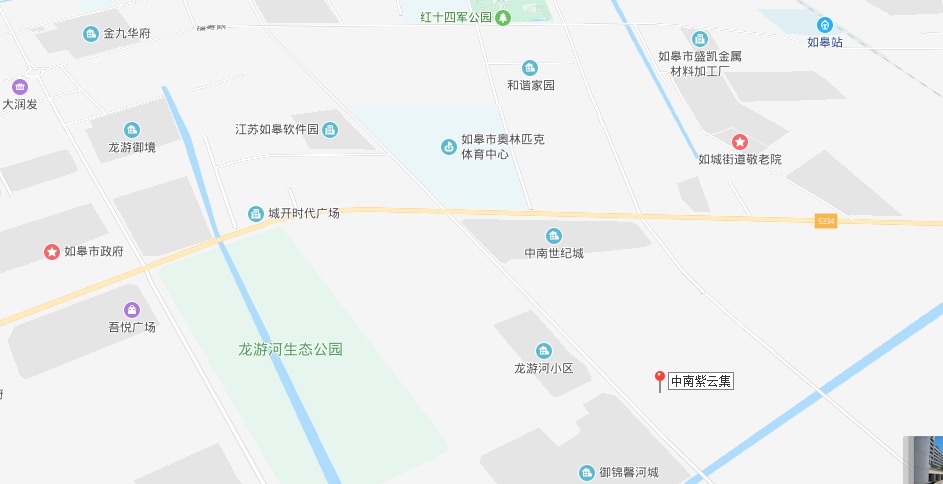 红十四军公园
金九华府
如皋站
如皋市盛凯金属
材料加工厂
和谐家园
大润发
江苏如皋软件园
龙游御境
如皋市奥林匹克
体育中心
如城街道敬老院
城开时代广场
S334
如皋市政府
中南世纪城
吾悦广场
龙游河生态公园
龙游河小区
中南紫云集
御锦馨河城